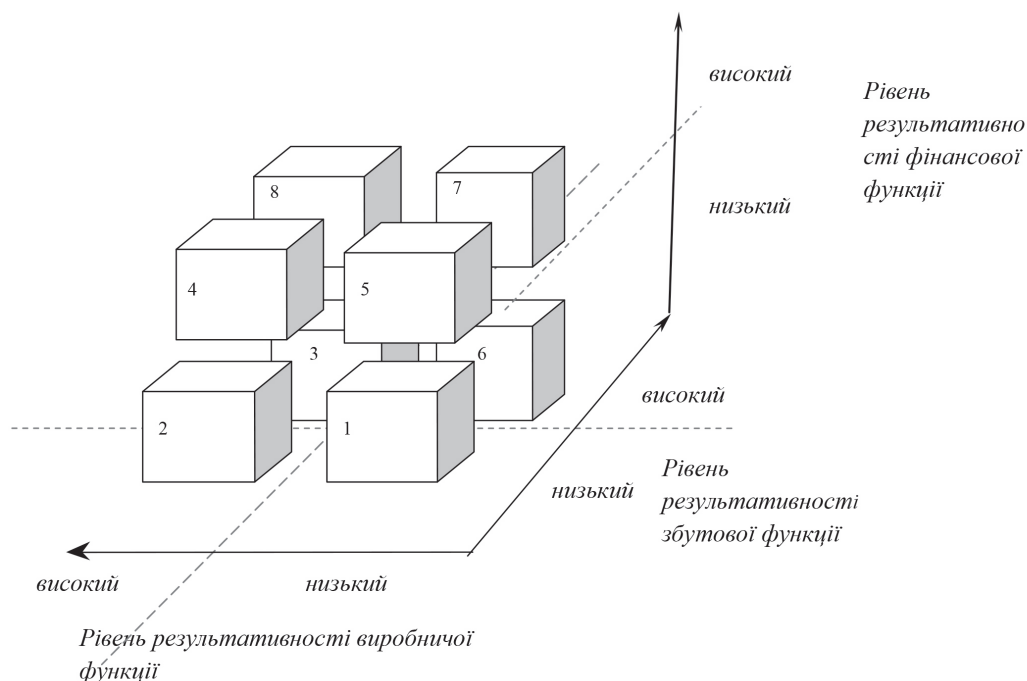 високий
Рівень
результативно
сті фінансової
функції
низький
8
7
4
5
3
6
2
1
високий
низький
Рівень
результативності
збутової функції
високий
низький
Рівень результативності виробничої
функції